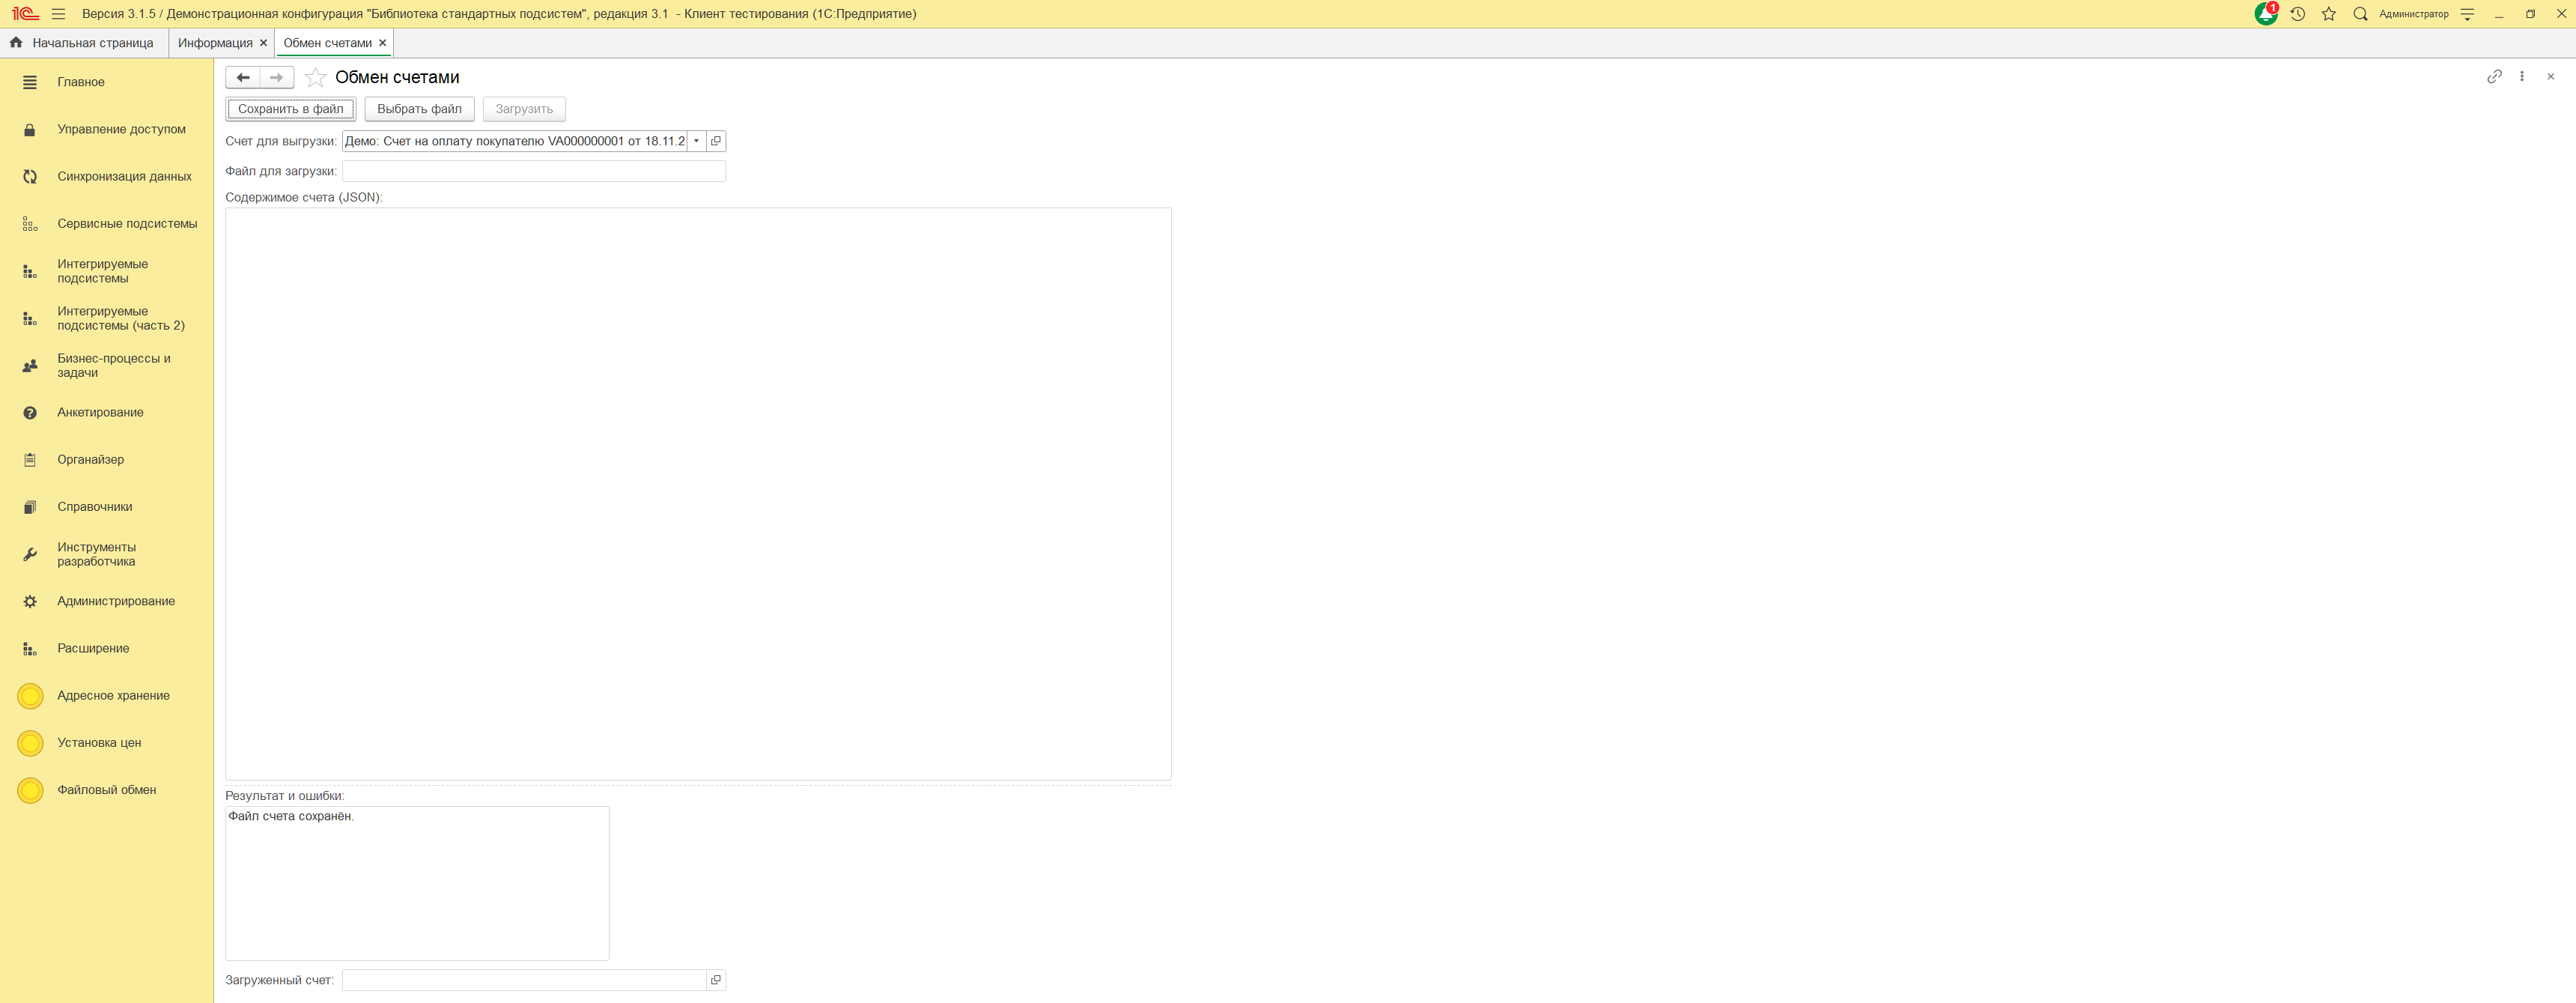 1С Версия 3.1.5 / Демонстрационная конфигурация "Библиотека стандартных подсистем", редакция 3.1 - Клиент тестирования (1С:Предприятие) 1 Администратор
Начальная страница Информация Обмен счетами
Главное
Управление доступом
Синхронизация данных
Сервисные подсистемы
Интегрируемые
подсистемы
Интегрируемые
подсистемы (часть 2)
Бизнес-процессы и
задачи
Анкетирование
Органайзер
Справочники
Инструменты
разработчика
Администрирование
Расширение
Адресное хранение
Установка цен
Файловый обмен
Обмен счетами
Сохранить в файл Выбрать файл Загрузить
Счет для выгрузки: Демо: Счет на оплату покупателю VA000000001 от 18.11.2
Файл для загрузки:
Содержимое счета (JSON):
Результат и ошибки:
Файл счета сохранён.
Загруженный счет: